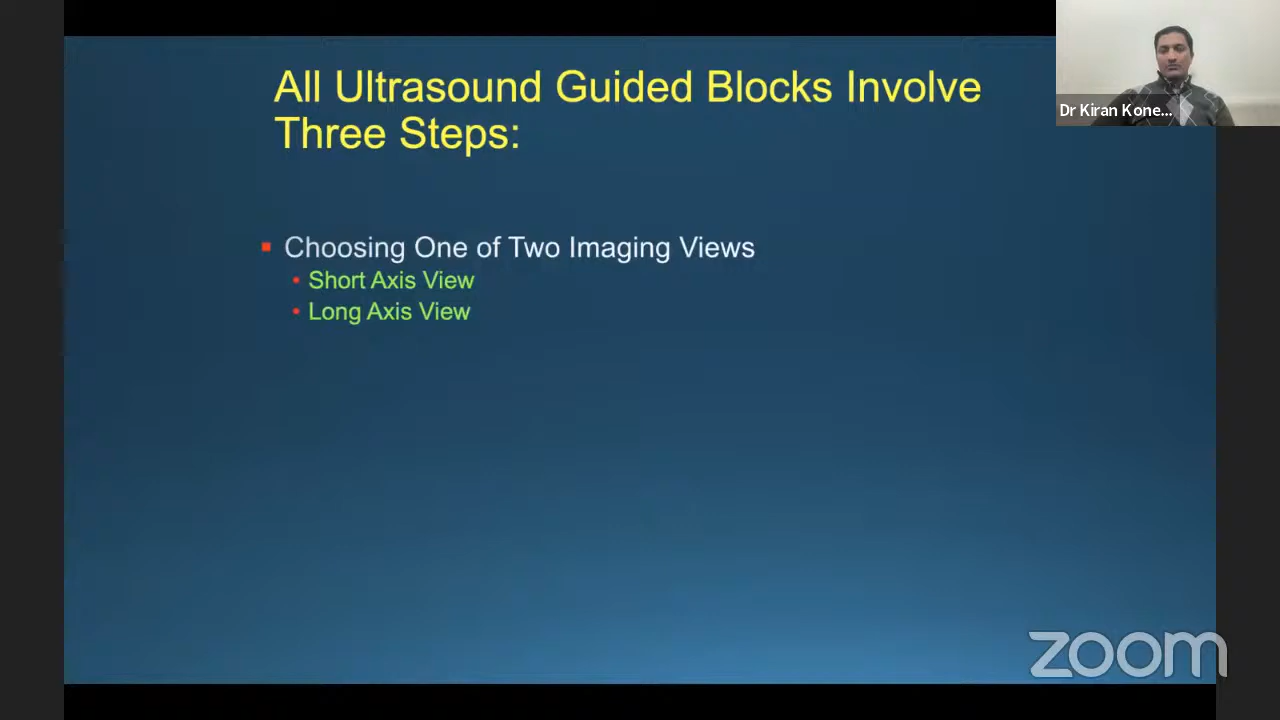 All Ultrasound Guided Blocks Involve
Three Steps:
Dr Kiran Kone...
Choosing One of Two Imaging Views
Short Axis View
Long Axis View
zoom